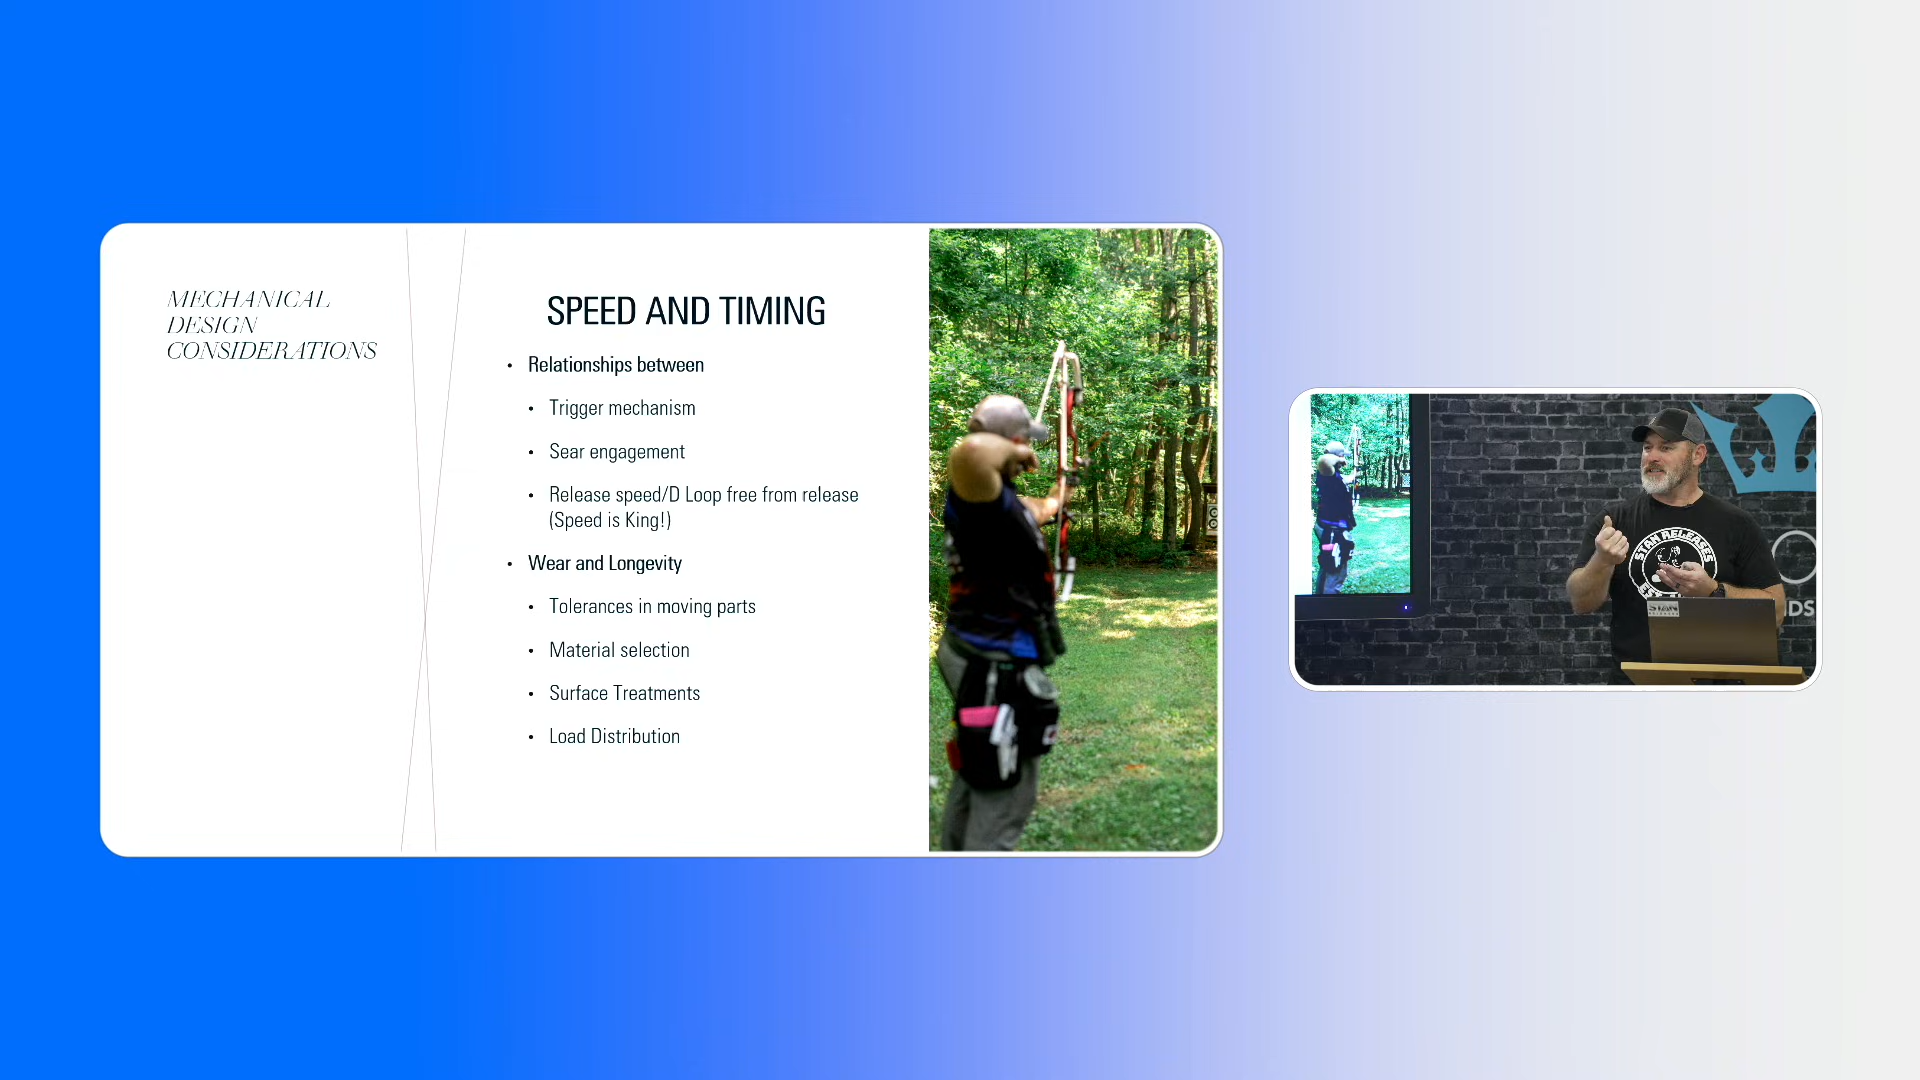 MECHANICAL
DESIGN
CONSIDERATIONS
SPEED AND TIMING
• Relationships between
• Trigger mechanism
• Sear engagement
• Release speed/D Loop free from release
(Speed is King!)
• Wear and Longevity
• Tolerances in moving parts
• Material selection
• Surface Treatments
• Load Distribution
STAN RELEASES
STAN